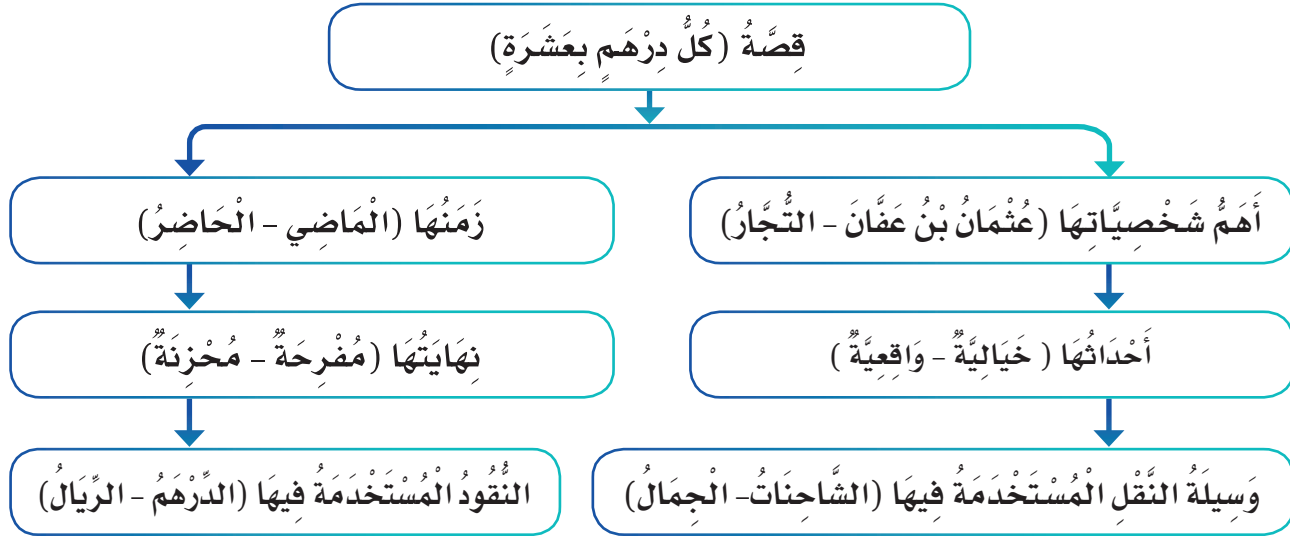 قِصَّةُ (كُلُّ دِرْهَمٍ بِعَشَرَةٍ)
أَهَمُّ شَخْصِيَّاتِهَا (عُثْمَانُ بْنُ عَفَّانَ – التُّجَّارُ)
زَمَنُهَا (الْمَاضِي – الْحَاضِرُ)
أَحْدَاثُهَا ( خَيَالِيَّةٌ – وَاقِعِيَّةٌ )
نِهَايَتُهَا (مُفْرِحَةٌ – مُحْزِنَةٌ)
وَسِيلَةُ النَّقْلِ الْمُسْتَخْدَمَةُ فِيهَا (الشَّاحِنَاتُ– الْجِمَالُ)
النُّقُودُ الْمُسْتَخْدَمَةُ فِيهَا (الدِّرْهَمُ – الرِّيَالُ)